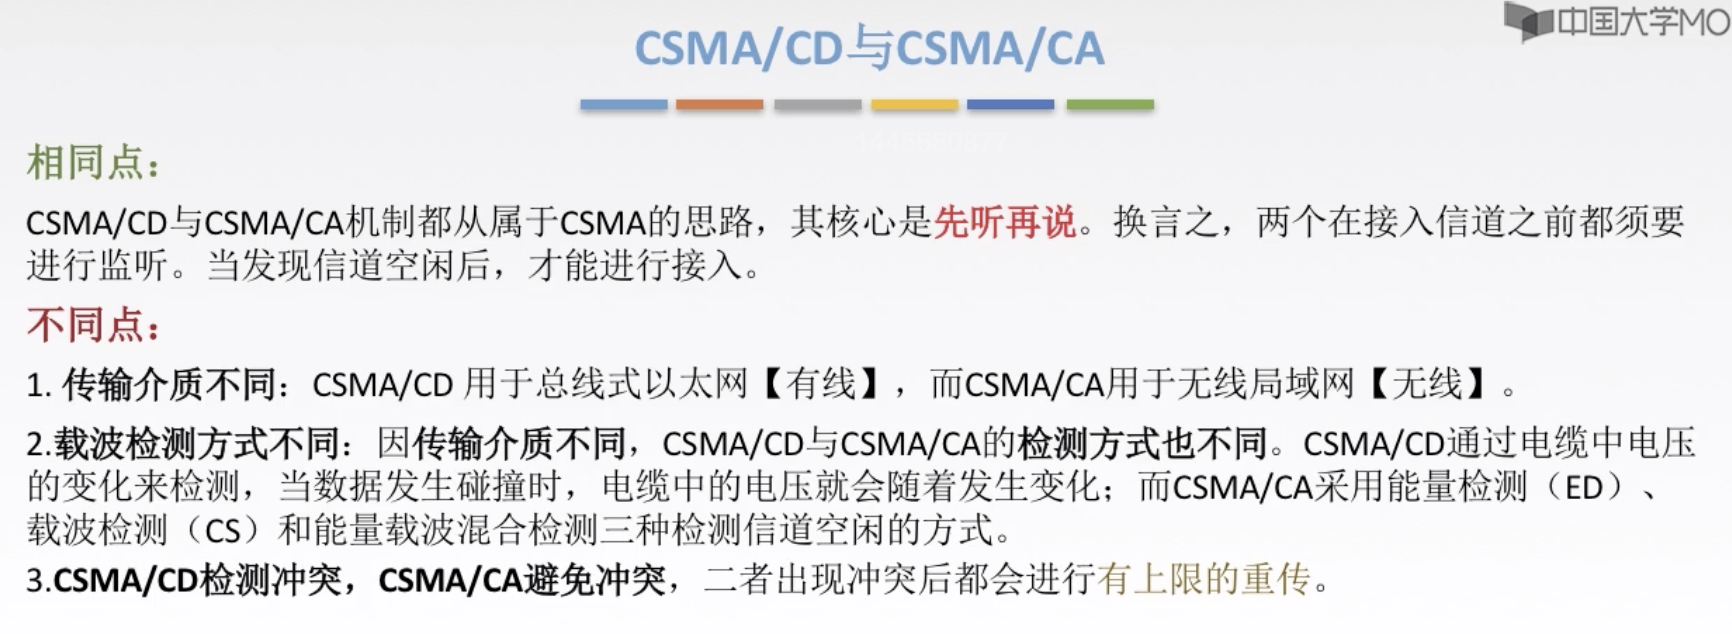 中国大学MO
CSMA/CD与CSMA/CA
相同点：
CSMA/CD与CSMA/CA机制都从属于CSMA的思路，其核心是先听再说。换言之，两个在接入信道之前都须要
进行监听。当发现信道空闲后，才能进行接入。
不同点：
1. 传输介质不同：CSMA/CD 用于总线式以太网【有线】，而CSMA/CA用于无线局域网【无线】。
2.载波检测方式不同：因传输介质不同，CSMA/CD与CSMA/CA的检测方式也不同。CSMA/CD通过电缆中电压
的变化来检测，当数据发生碰撞时，电缆中的电压就会随着发生变化；而CSMA/CA采用能量检测（ED）、
载波检测（CS）和能量载波混合检测三种检测信道空闲的方式。
3.CSMA/CD检测冲突，CSMA/CA避免冲突，二者出现冲突后都会进行有上限的重传。